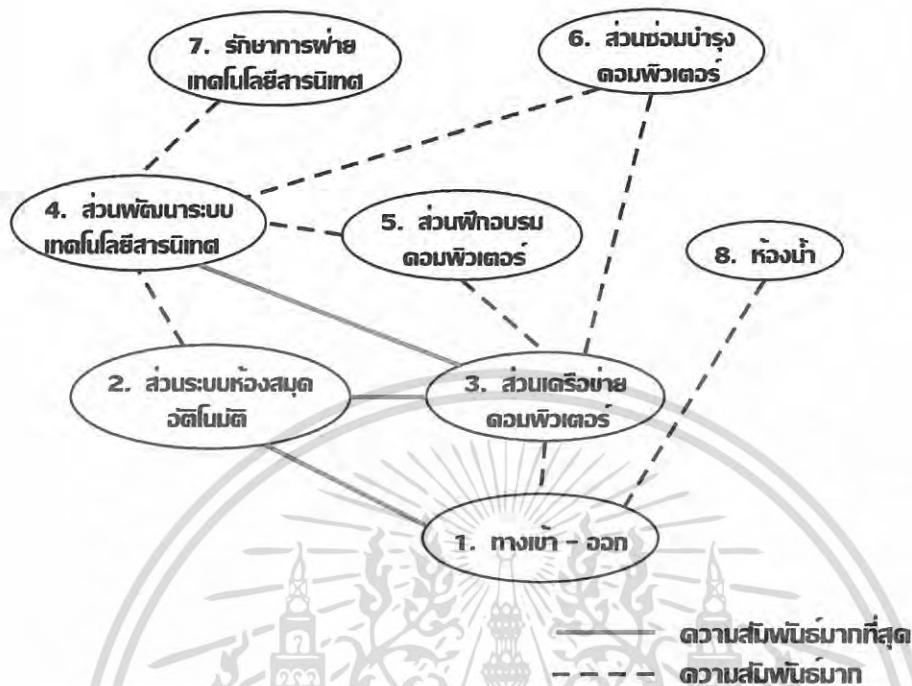 7. รักษาการฝ่าย
เทคโนโลยีสารนิเทศ
6. ส่วนซ่อมบำรุง
คอมพิวเตอร์
4. ส่วนพัฒนาระบบ
เทคโนโลยีสารนิเทศ
5. ส่วนฝึกอบรม
คอมพิวเตอร์
8. ห้องน้ำ
2. ส่วนระบบห้องสมุด
อัติโนมัติ
3. ส่วนเครือข่าย
คอมพิวเตอร์
1. ทางเข้า - ออก
ความสัมพันธ์มากที่สุด
ความสัมพันธ์มาก